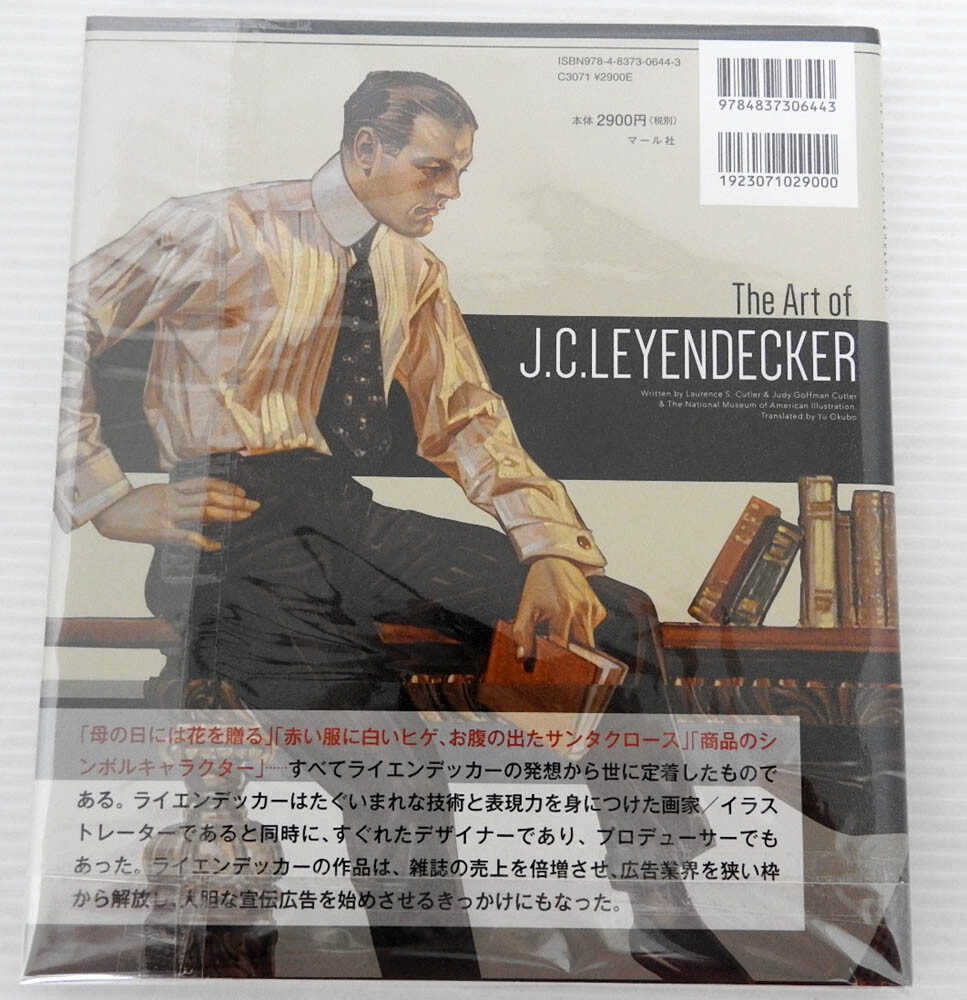 ISBN978-4-8373-0644-3
C3071 ¥2900E
本体 2900円(税別)
マール社
9784837306443
1923071029000
The Art of
J.C.LEYENDECKER
Written by Laurence S. Cutler & Judy Goffman Cutler
& The National Museum of American Illustration.
Translated by Yü Okubo
「母の日には花を贈る」「赤い服に白いヒゲ、お腹の出たサンタクロース」「商品のシ
ンボルキャラクター」……すべてライエンデッカーの発想から世に定着したもので
ある。ライエンデッカーはたぐいまれな技術と表現力を身につけた画家/イラス
トレーターであると同時に、すぐれたデザイナーであり、プロデューサーでも
あった。ライエンデッカーの作品は、雑誌の売上を倍増させ、広告業界を狭い枠
から解放し、大胆な宣伝広告を始めさせるきっかけにもなった。